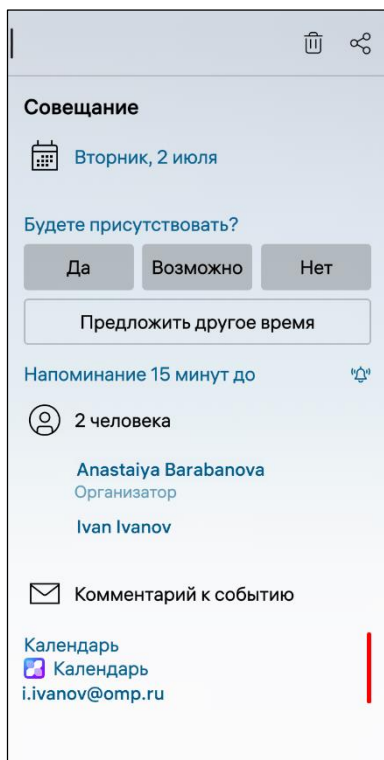 Совещание
Вторник, 2 июля
Будете присутствовать?
Да Возможно Нет
Предложить другое время
Напоминание 15 минут до
2 человека
Anastaiya Barabanova
Организатор
Ivan Ivanov
Комментарий к событию
Календарь
Календарь
i.ivanov@omp.ru